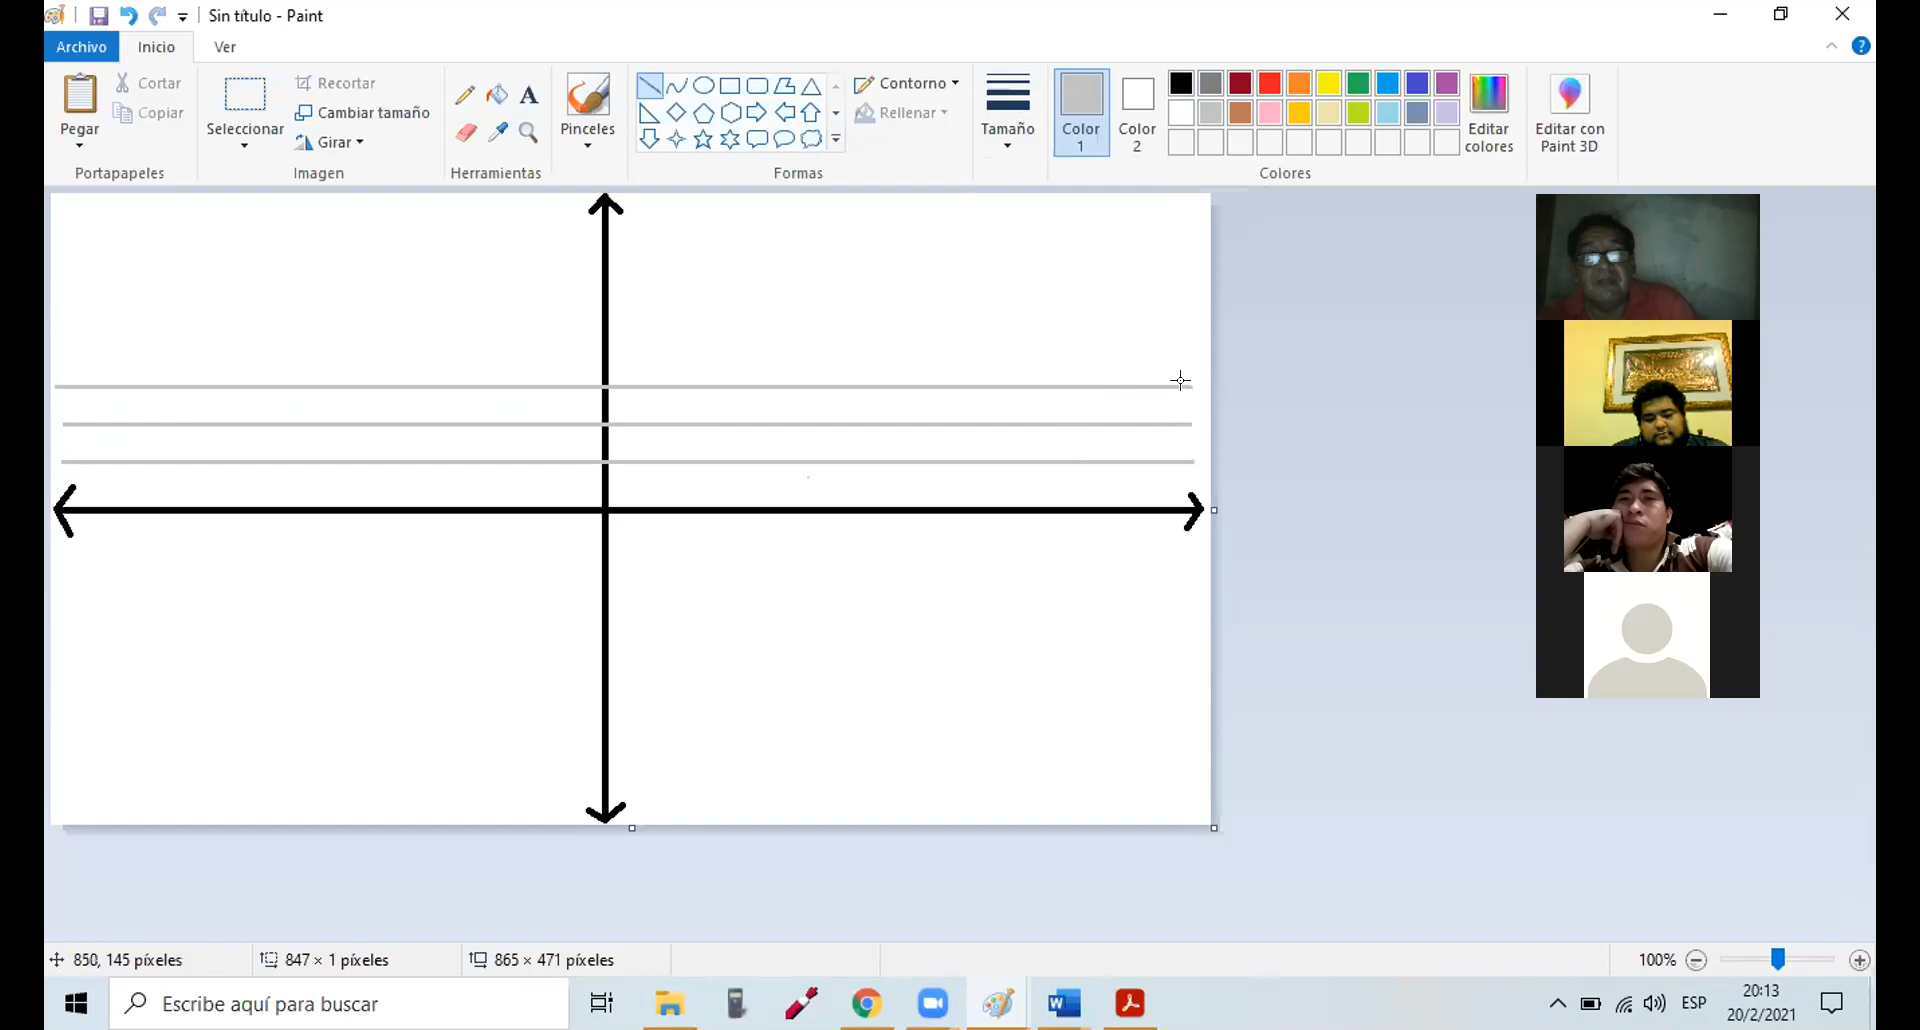 Sin título - Paint
Archivo Inicio Ver
Pegar
Cortar
Copiar
Portapapeles
Seleccionar
Recortar
Cambiar tamaño
Girar
Imagen
A
Herramientas
Pinceles
Contorno
Rellenar
Formas
Tamaño
Color
1
Color
2
Editar
colores
Colores
Editar con
Paint 3D
850, 145 píxeles 847 × 1 píxeles 865 × 471 píxeles 100%
Escribe aquí para buscar
ESP
20:13
20/2/2021